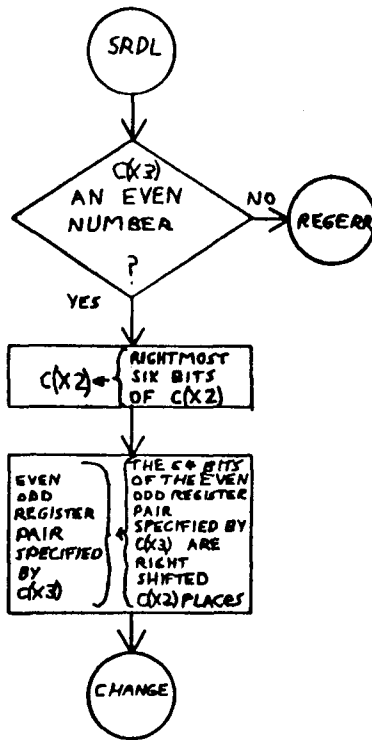 SRDL
C(X3)
AN EVEN
NUMBER
?
NO
REGERR
YES
C(X2)
RIGHTMOST
SIX BITS
OF C(X2)
EVEN
ODD
REGISTER
PAIR
SPECIFIED
BY
C(X3)
THE 64 BITS
OF THE EVEN
ODD REGISTER
PAIR
SPECIFIED BY
C(X3) ARE
RIGHT
SHIFTED
C(X2) PLACES
CHANGE